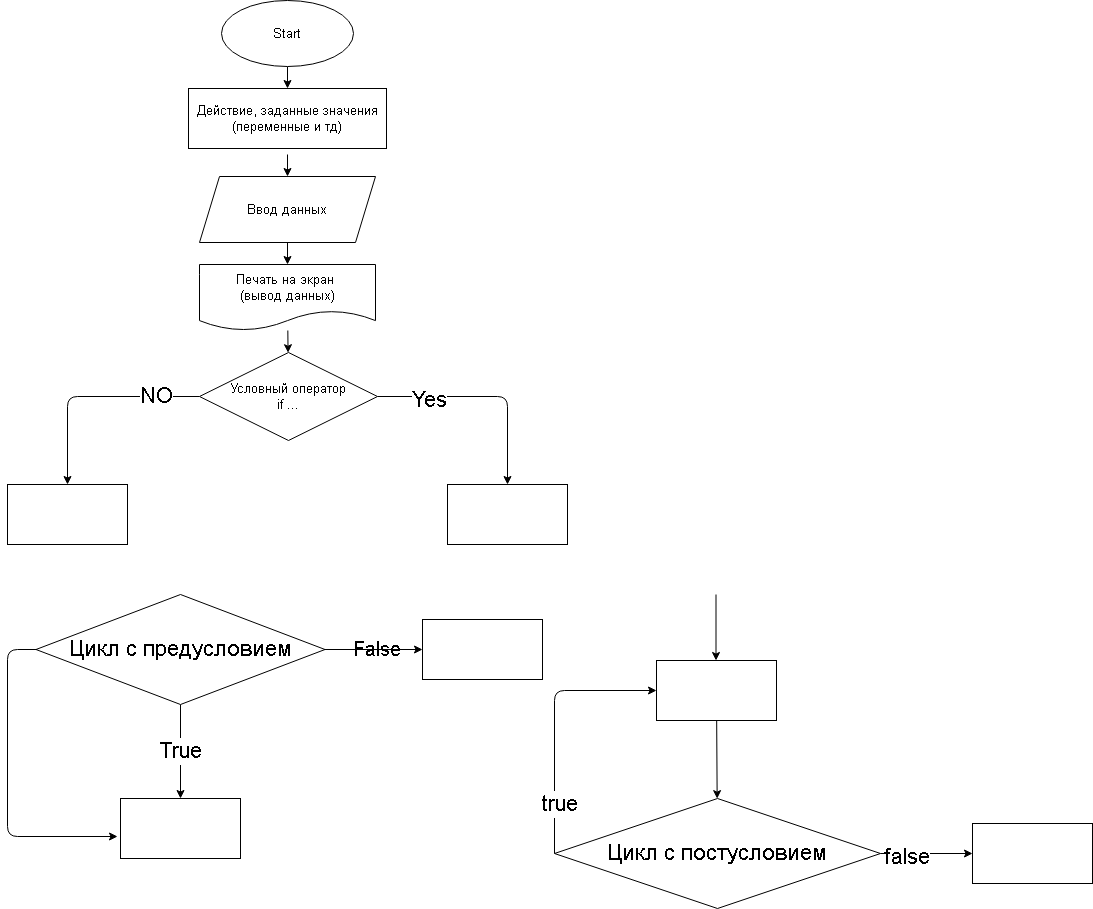 Start
Действие, заданные значения
(переменные и тд)
Ввод данных
Печать на экран
(вывод данных)
Условный оператор
if ...
NO
Yes
Цикл с предусловием
False
True
true
Цикл с постусловием
false